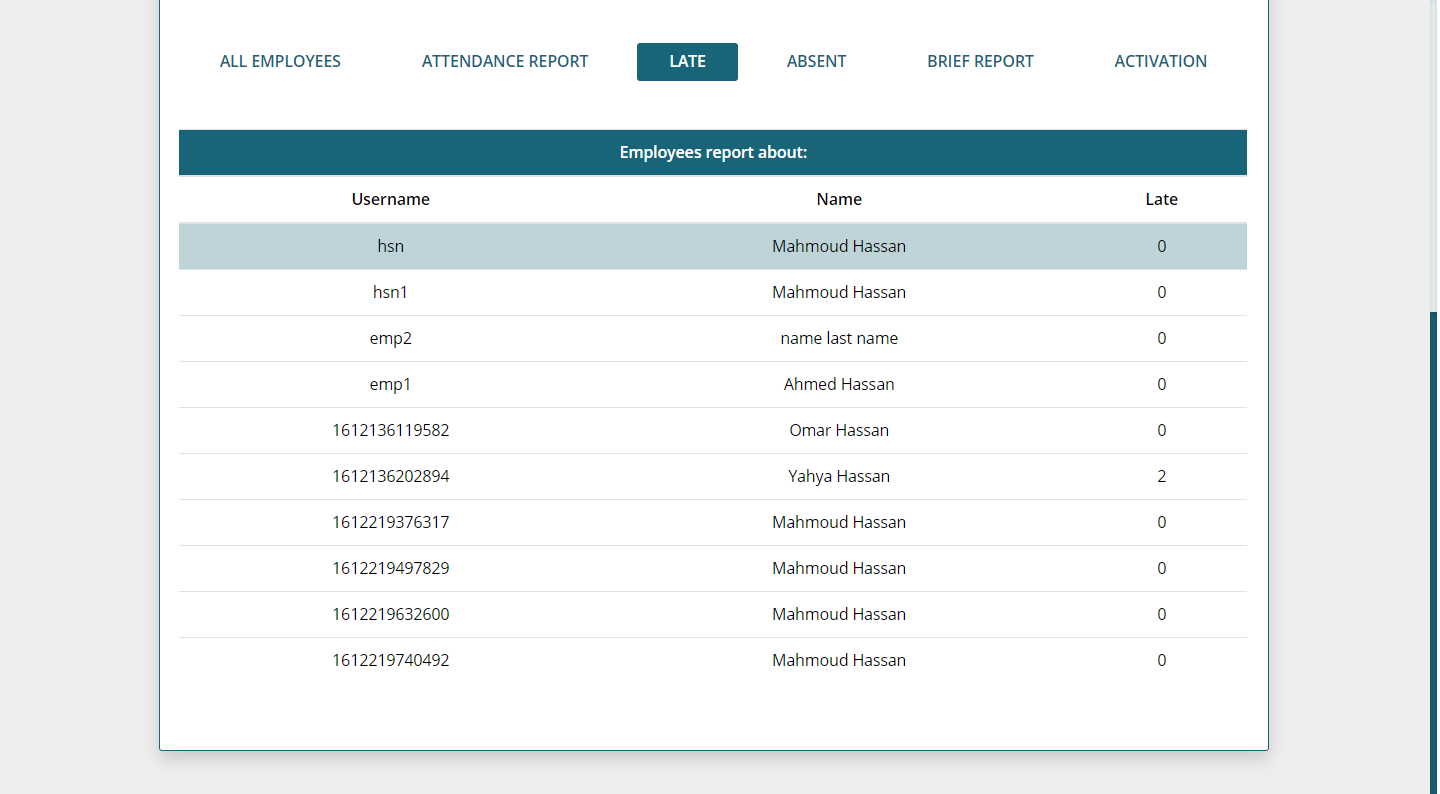 ALL EMPLOYEES ATTENDANCE REPORT LATE ABSENT BRIEF REPORT ACTIVATION
Employees report about:
Username Name Late
hsn Mahmoud Hassan 0
hsn1 Mahmoud Hassan 0
emp2 name last name 0
emp1 Ahmed Hassan 0
1612136119582 Omar Hassan 0
1612136202894 Yahya Hassan 2
1612219376317 Mahmoud Hassan 0
1612219497829 Mahmoud Hassan 0
1612219632600 Mahmoud Hassan 0
1612219740492 Mahmoud Hassan 0